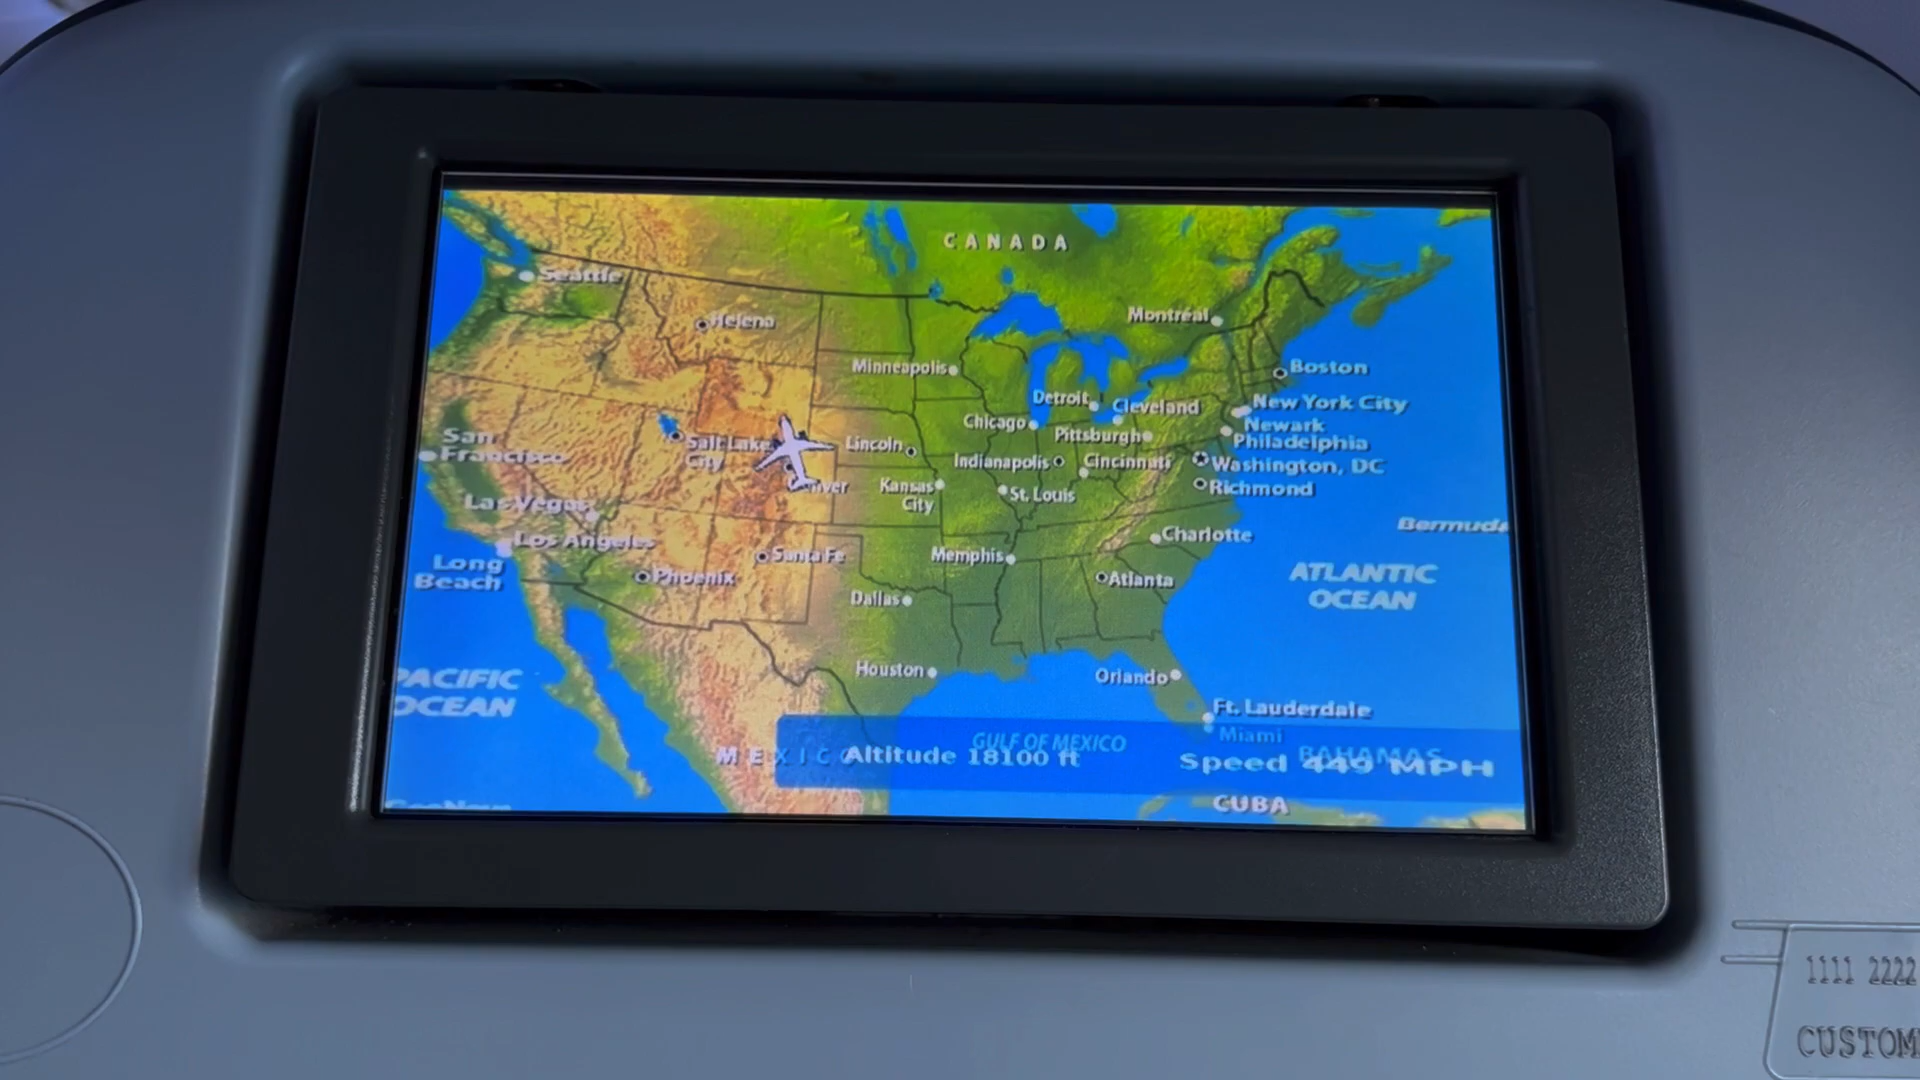 CANADA
Seattle
Helena
Montréal
Minneapolis
Boston
Detroit
Cleveland
New York City
Chicago
Pittsburgh
Newark
San
Francisco
Salt Lake
City
Lincoln
Philadelphia
Indianapolis
Cincinnati
Washington, DC
Kansas
City
St. Louis
Richmond
Las Vegas
Bermuda
Los Angeles
Santa Fe
Memphis
Charlotte
Long
Beach
Phoenix
Atlanta
ATLANTIC
OCEAN
Dallas
PACIFIC
OCEAN
Houston
Orlando
Ft. Lauderdale
Miami
GULF OF MEXICO
MEXICO
Altitude 18100 ft
BAHAMAS
Speed 449 MPH
CUBA
1111 2222
CUSTOM